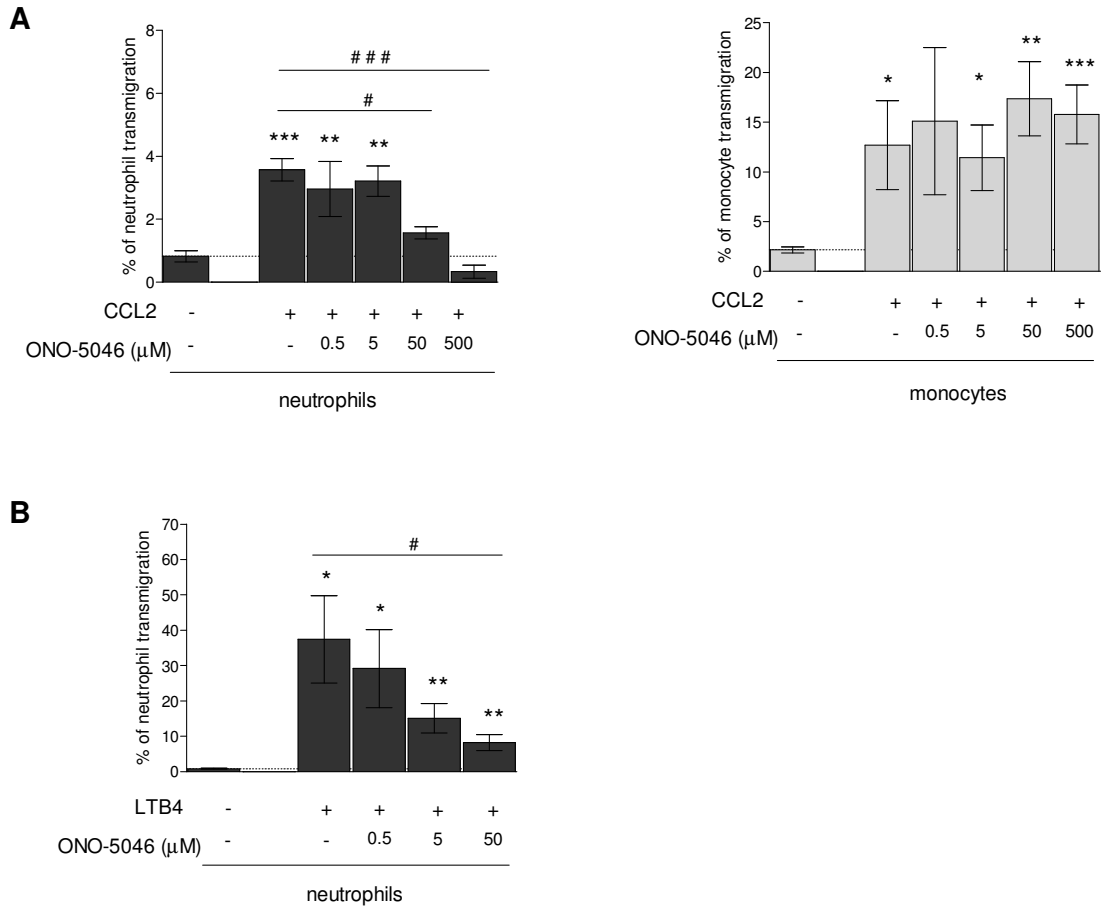 A
% of neutrophil transmigration
8
6
4
2
0
# # #
#
*** ** **
CCL2 - + + + + +
ONO-5046 (μM) - - 0.5 5 50 500
neutrophils
% of monocyte transmigration
25
20
15
10
5
0
* * ** ***
CCL2 - + + + + +
ONO-5046 (μM) - - 0.5 5 50 500
monocytes
B
% of neutrophil transmigration
70
60
50
40
30
20
10
0
#
* * ** **
LTB4 - + + + +
ONO-5046 (μM) - - 0.5 5 50
neutrophils